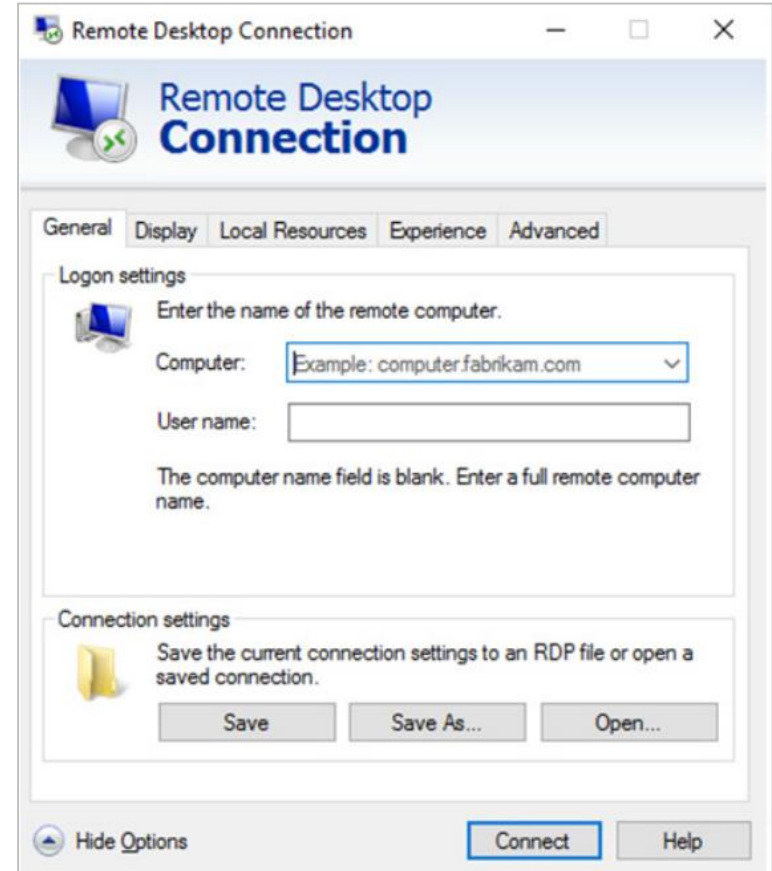 Remote Desktop Connection
Remote Desktop
Connection
General Display Local Resources Experience Advanced
Logon settings
Enter the name of the remote computer.
Computer: Example: computer.fabrikam.com
User name:
The computer name field is blank. Enter a full remote computer
name.
Connection settings
Save the current connection settings to an RDP file or open a
saved connection.
Save Save As... Open...
Hide Options Connect Help